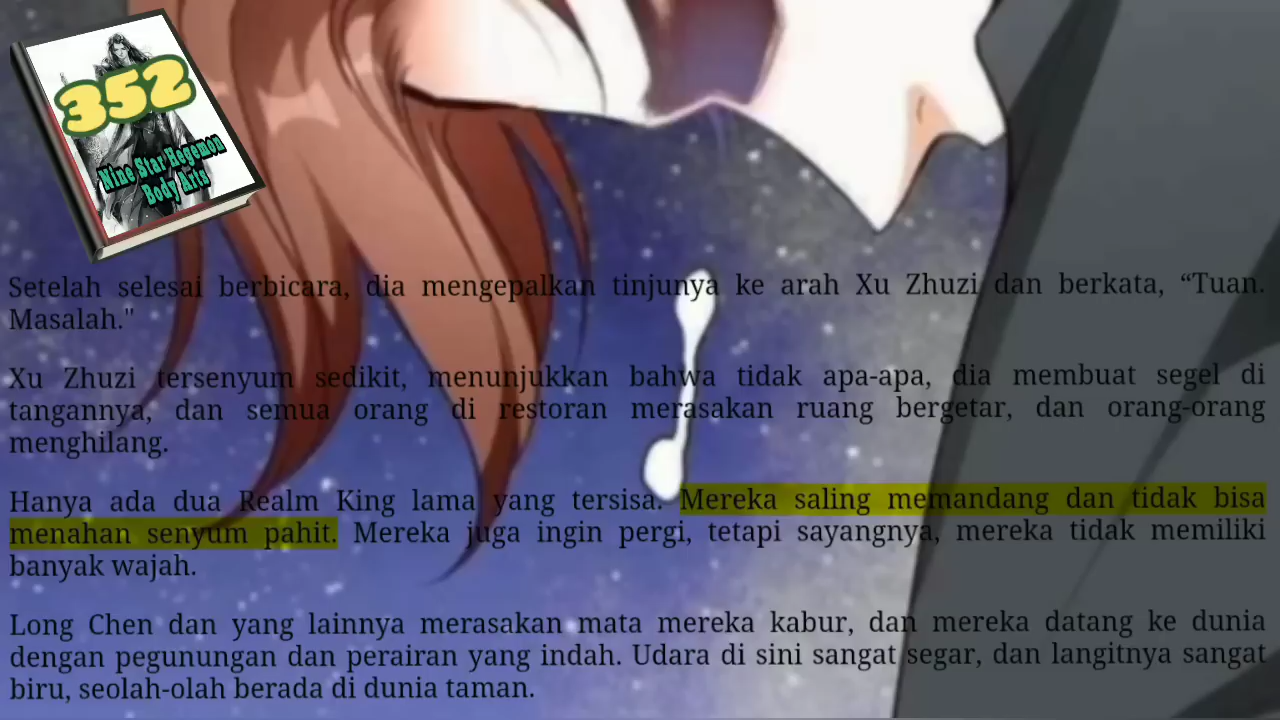 352
Nine Star Hegemon
Body Arts
Setelah selesai berbicara, dia mengepalkan tinjunya ke arah Xu Zhuzi dan berkata, “Tuan.
Masalah."
Xu Zhuzi tersenyum sedikit, menunjukkan bahwa tidak apa-apa, dia membuat segel di
tangannya, dan semua orang di restoran merasakan ruang bergetar, dan orang-orang
menghilang.
Hanya ada dua Realm King lama yang tersisa. Mereka saling memandang dan tidak bisa
menahan senyum pahit. Mereka juga ingin pergi, tetapi sayangnya, mereka tidak memiliki
banyak wajah.
Long Chen dan yang lainnya merasakan mata mereka kabur, dan mereka datang ke dunia
dengan pegunungan dan perairan yang indah. Udara di sini sangat segar, dan langitnya sangat
biru, seolah-olah berada di dunia taman.